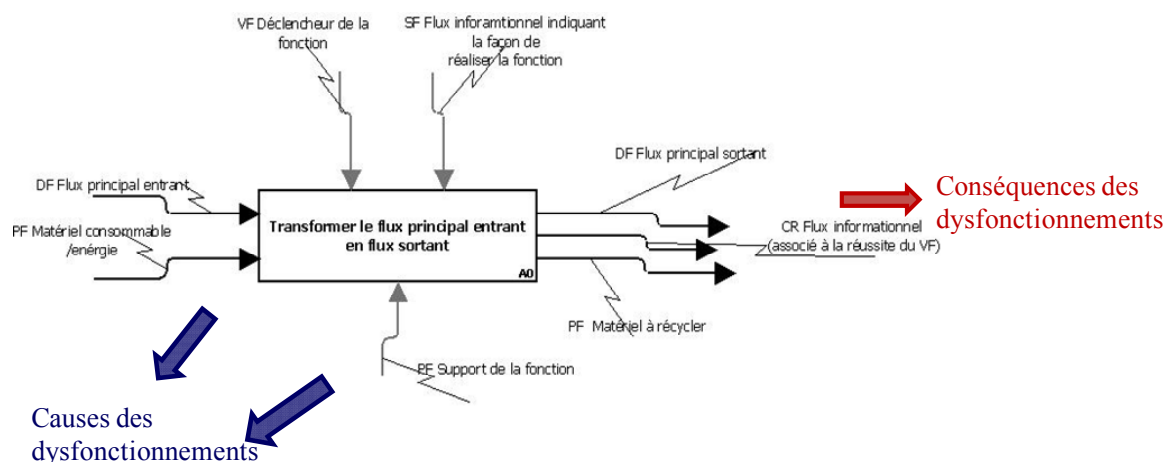 VF Déclencheur de la
fonction
SF Flux inforamtionnel indiquant
la façon de
réaliser la fonction
DF Flux principal entrant
PF Matériel consommable
/energie
Transformer le flux principal entrant
en flux sortant
A0
DF Flux principal sortant
CR Flux informationnel
(associé à la réussite du VF)
PF Matériel à récycler
PF Support de la fonction
Conséquences des
dysfonctionnements
Causes des
dysfonctionnements